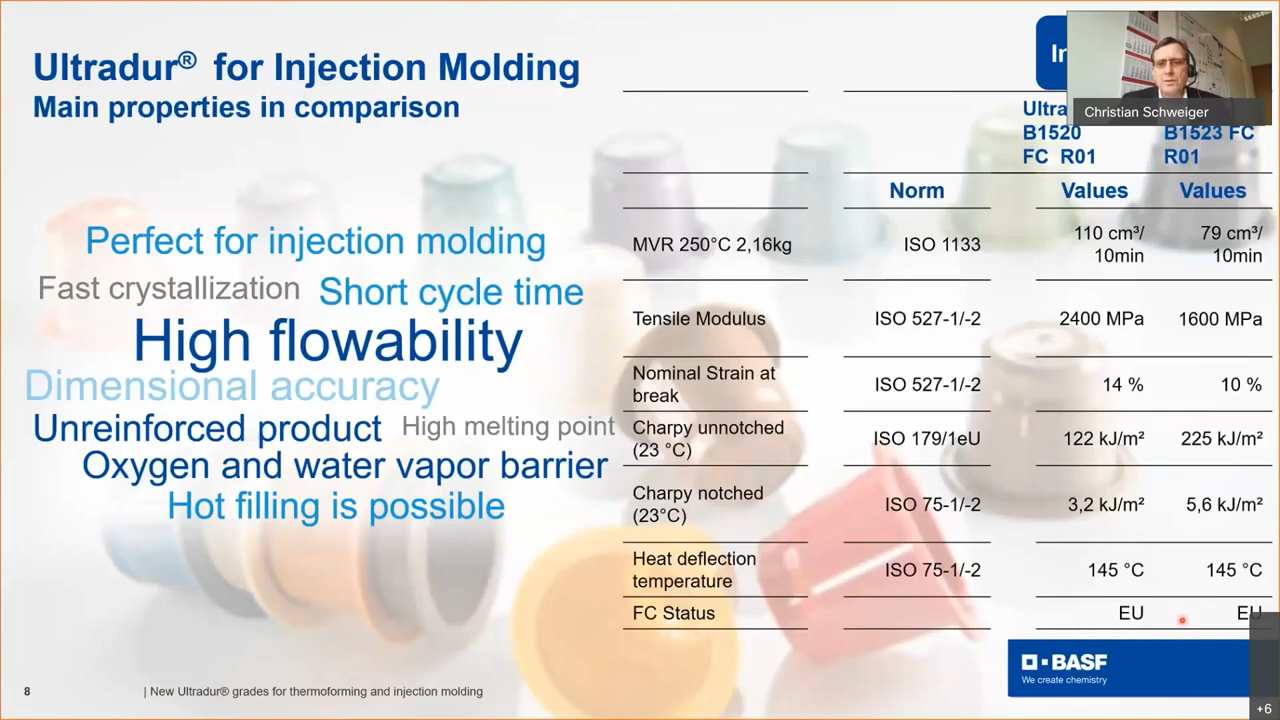 Ultradur® for Injection Molding
Main properties in comparison
Christian Schweiger
B1520
FC R01
B1523 FC
R01
Norm Values Values
Perfect for injection molding
Fast crystallization Short cycle time
High flowability
Dimensional accuracy
Unreinforced product High melting point
Oxygen and water vapor barrier
Hot filling is possible
MVR 250°C 2,16kg ISO 1133 110 cm³/ 79 cm³/
10min 10min
Tensile Modulus ISO 527-1/-2 2400 MPa 1600 MPa
Nominal Strain at
break ISO 527-1/-2 14 % 10 %
Charpy unnotched
(23 °C) ISO 179/1eU 122 kJ/m² 225 kJ/m²
Charpy notched
(23°C) ISO 75-1/-2 3,2 kJ/m² 5,6 kJ/m²
Heat deflection
temperature ISO 75-1/-2 145 °C 145 °C
FC Status EU EU
BASF
We create chemistry
8 | New Ultradur® grades for thermoforming and injection molding
+6